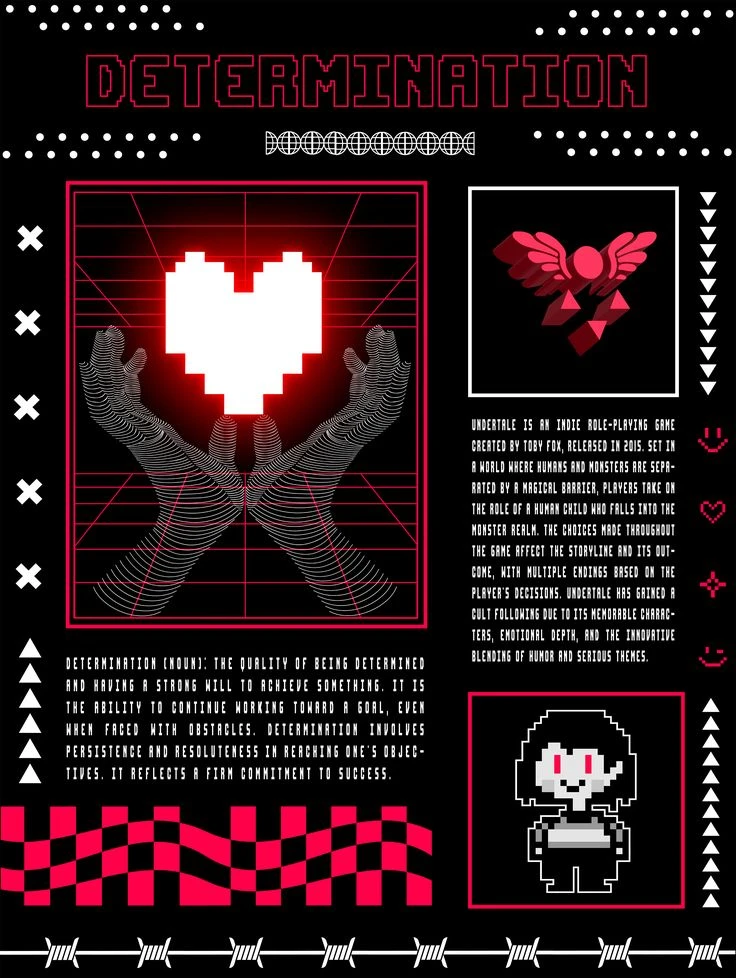 DETERMINATION
DETERMINATION (NOUN): THE QUALITY OF BEING DETERMINED
AND HAVING A STRONG WILL TO ACHIEVE SOMETHING. IT IS
THE ABILITY TO CONTINUE WORKING TOWARD A GOAL, EVEN
WHEN FACED WITH OBSTACLES. DETERMINATION INVOLVES
PERSISTENCE AND RESOLUTENESS IN REACHING ONE'S OBJEC-
TIVES. IT REFLECTS A FIRM COMMITMENT TO SUCCESS.
UNDERTALE IS AN INDIE ROLE-PLAYING GAME
CREATED BY TOBY FOX, RELEASED IN 2015. SET IN
A WORLD WHERE HUMANS AND MONSTERS ARE SEPA-
RATED BY A MAGICAL BARRIER, PLAYERS TAKE ON
THE ROLE OF A HUMAN CHILD WHO FALLS INTO THE
MONSTER REALM. THE CHOICES MADE THROUGHOUT
THE GAME AFFECT THE STORYLINE AND ITS OUT-
COME, WITH MULTIPLE ENDINGS BASED ON THE
PLAYER'S DECISIONS. UNDERTALE HAS GAINED A
CULT FOLLOWING DUE TO ITS MEMORABLE CHARAC-
TERS, EMOTIONAL DEPTH, AND THE INNOVATIVE
BLENDING OF HUMOR AND SERIOUS THEMES.